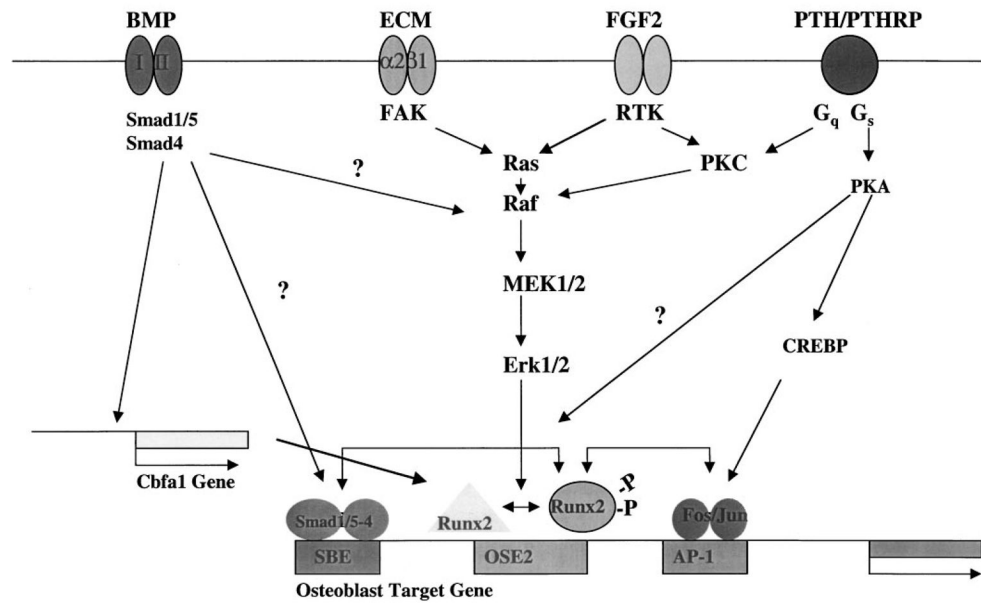 BMP ECM FGF2 PTH/PTHRP
I II α2β1
Smad1/5 FAK RTK Gq Gs
Smad4
? Ras PKC
Raf PKA
? MEK1/2 ?
CREBP
Erk1/2
Cbfa1 Gene
-P
Smad1/5-4 Runx2 Runx2 -P Fos/Jun
SBE OSE2 AP-1
Osteoblast Target Gene